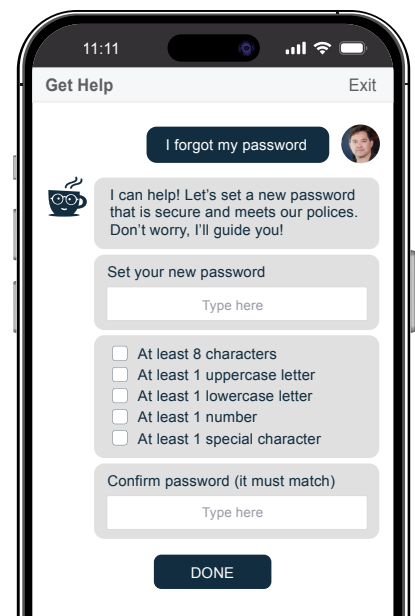 11:11
Get Help
Exit
I forgot my password
I can help! Let's set a new password
that is secure and meets our polices.
Don't worry, I'll guide you!
Set your new password
Type here
At least 8 characters
At least 1 uppercase letter
At least 1 lowercase letter
At least 1 number
At least 1 special character
Confirm password (it must match)
Type here
DONE